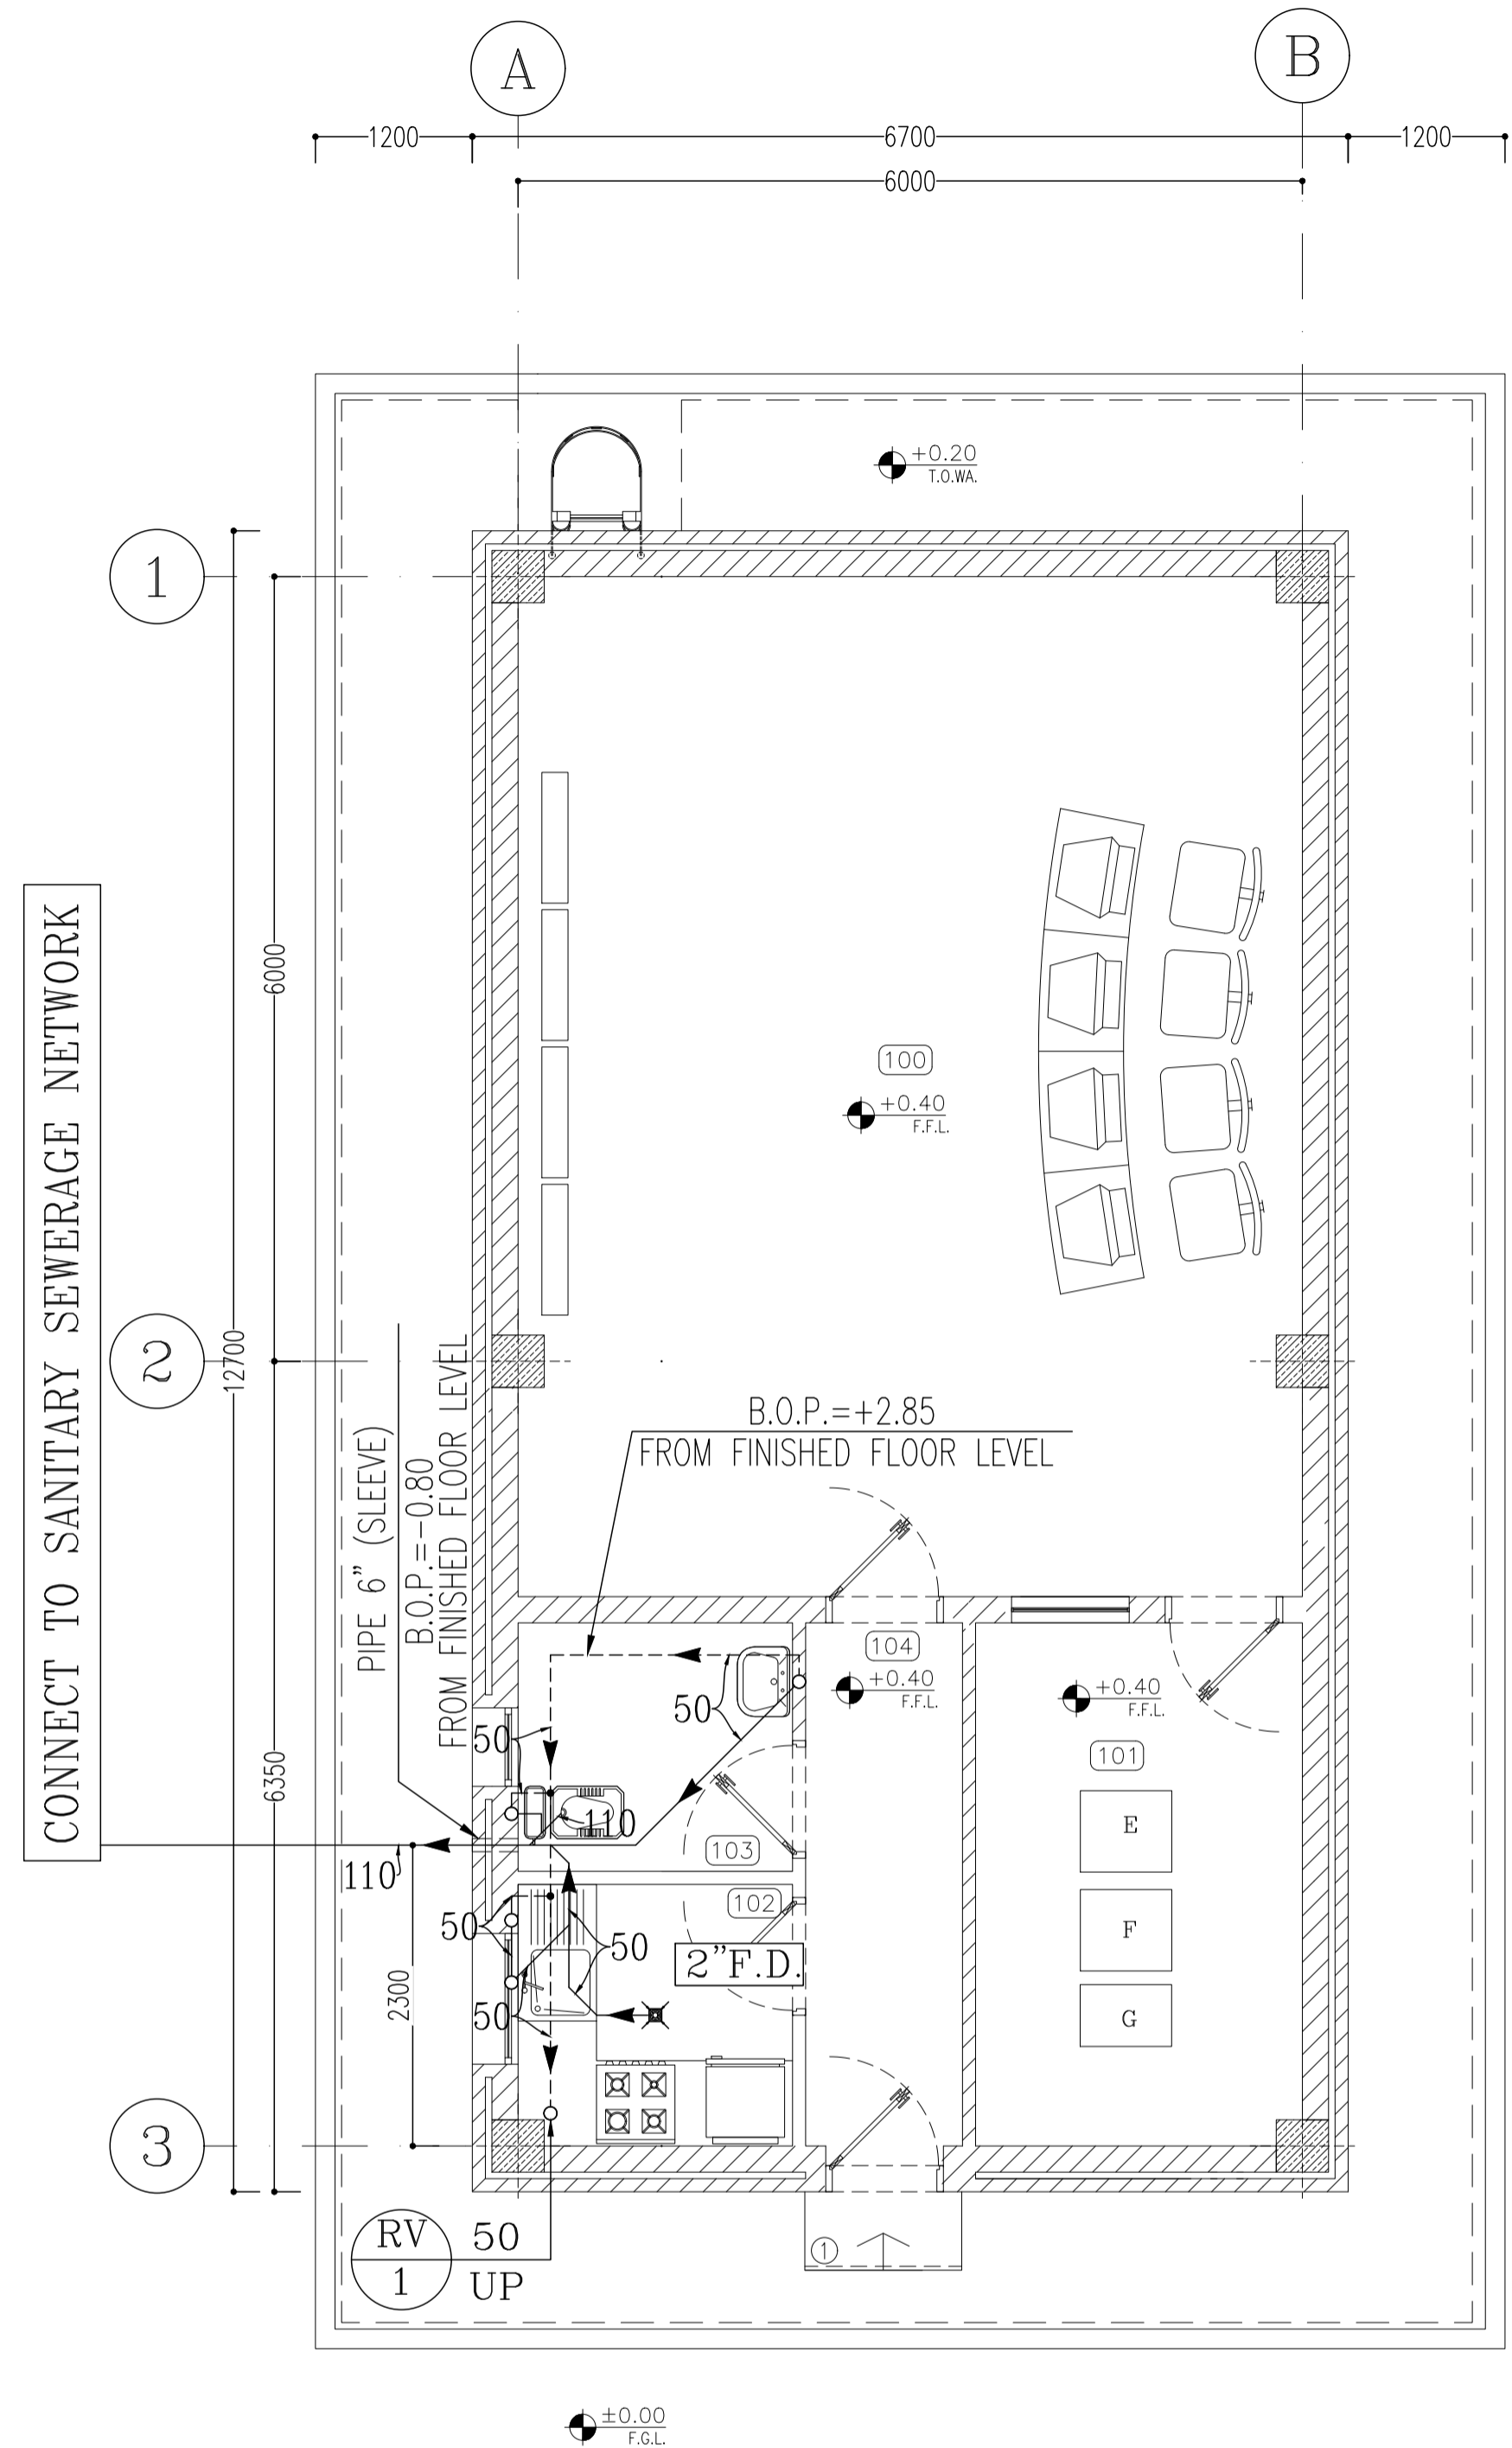 A
B
1200
6700
1200
6000
+0.20
T.O.WA.
1
6000
100
+0.40
F.F.L.
CONNECT TO SANITARY SEWERAGE NETWORK
2
12700
PIPE 6" (SLEEVE)
B.O.P.=-0.80
FROM FINISHED FLOOR LEVEL
B.O.P.=+2.85
FROM FINISHED FLOOR LEVEL
104
+0.40
F.F.L.
+0.40
F.F.L.
50
50
101
6350
110
E
103
110
102
50
50
F
2"F.D.
2300
50
G
3
RV
1
50
UP
1
±0.00
F.G.L.